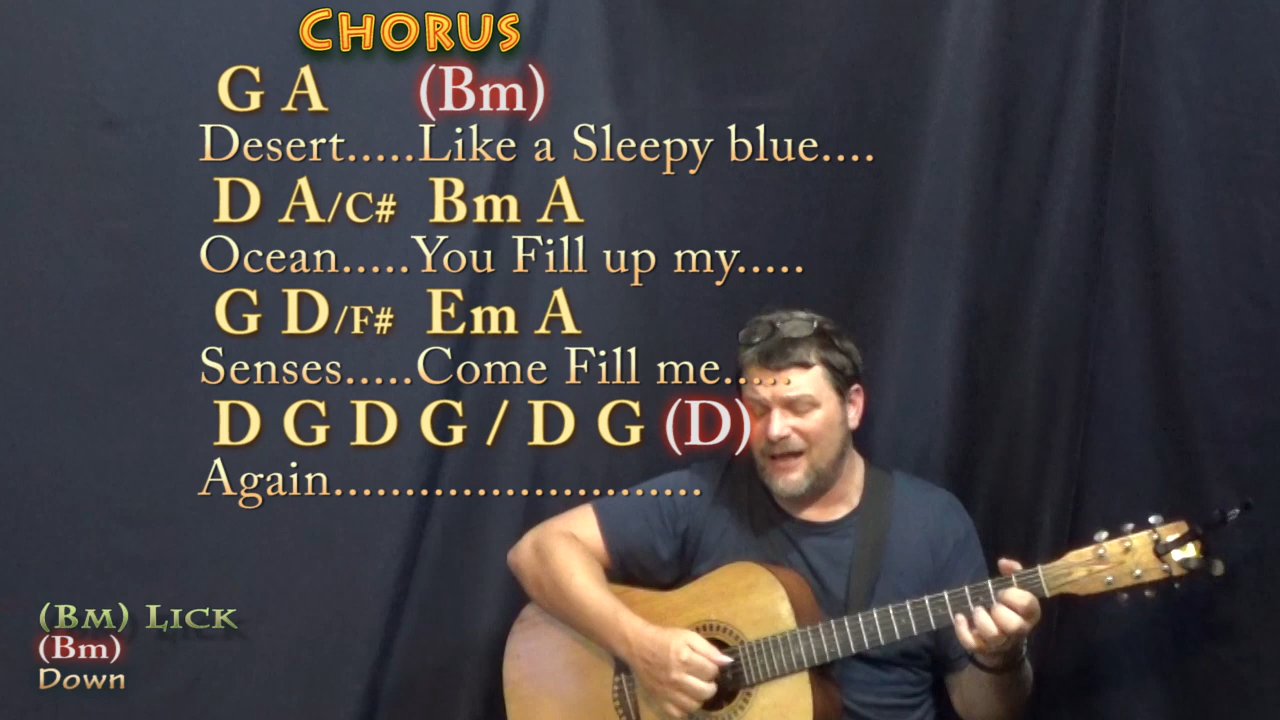 CHORUS
G A (Bm)
Desert.....Like a Sleepy blue....
D A/C# Bm A
Ocean.....You Fill up my.....
G D/F# Em A
Senses.....Come Fill me.....
D G D G / D G (D)
Again..........................
(BM) LICK
(Bm)
Down